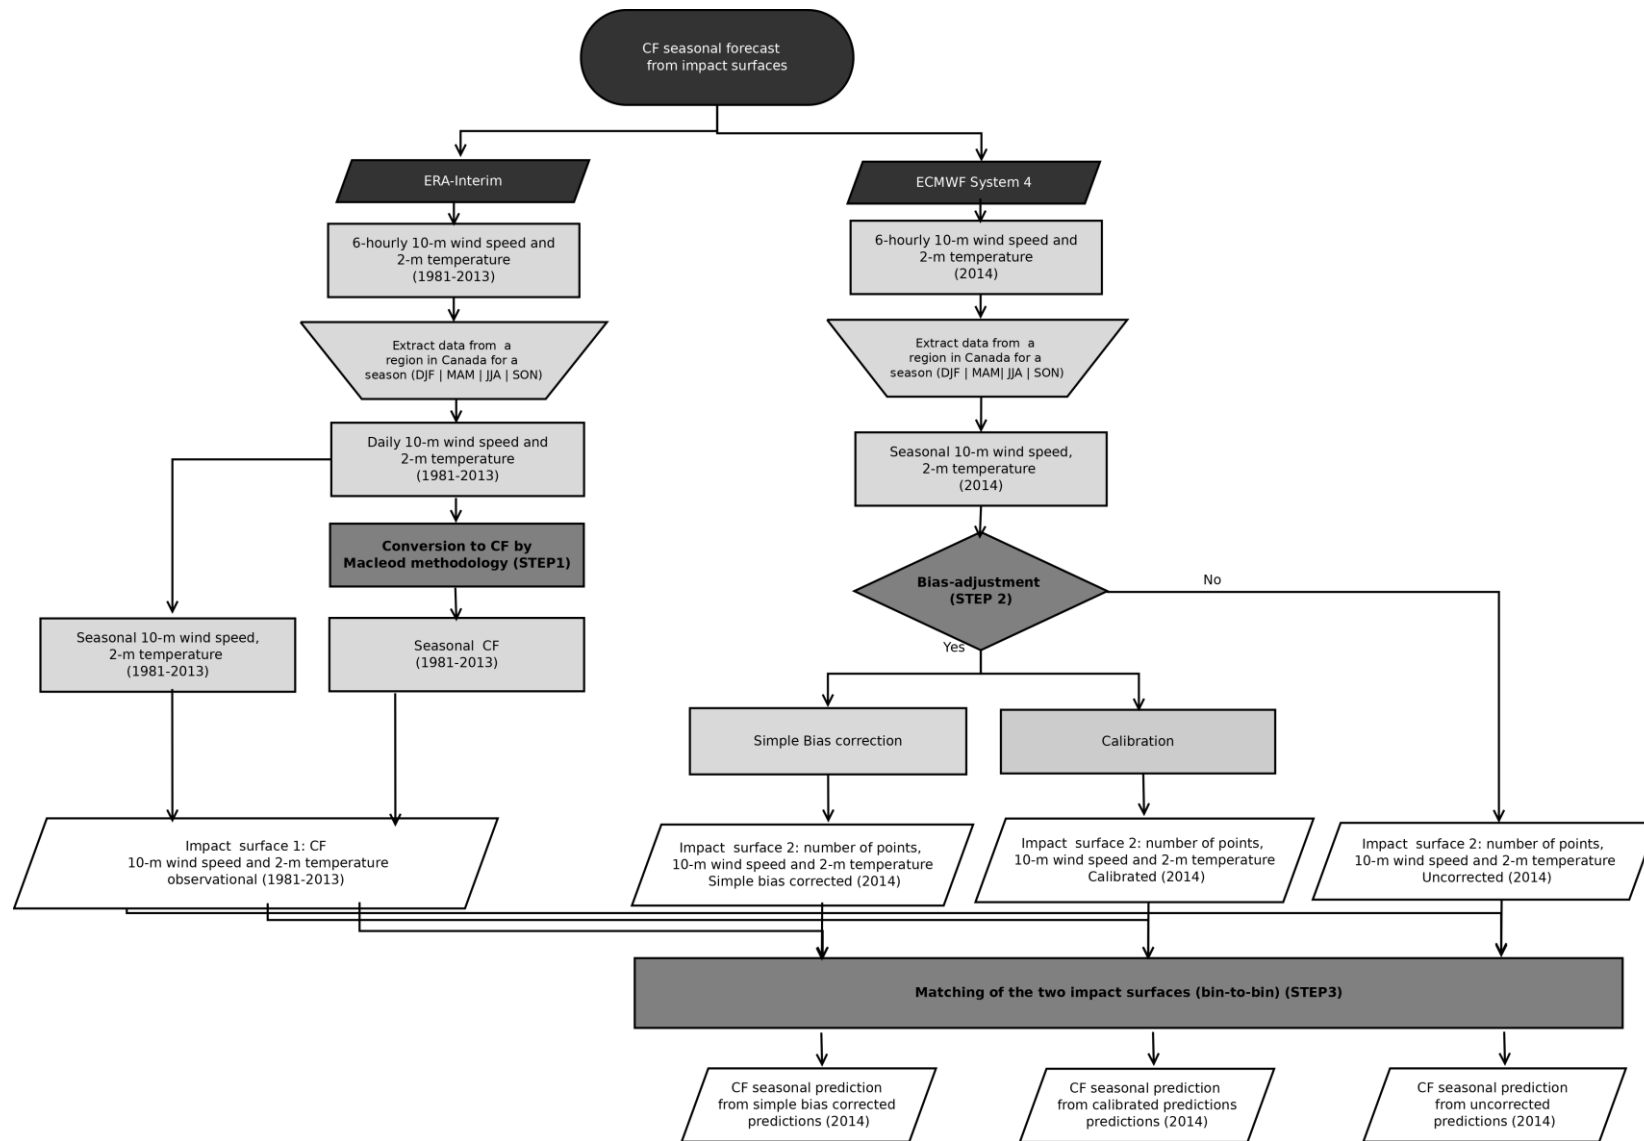 CF seasonal forecast
from impact surfaces
ERA-Interim
ECMWF System 4
6-hourly 10-m wind speed and
2-m temperature
(1981-2013)
6-hourly 10-m wind speed and
2-m temperature
(2014)
Extract data from a
region in Canada for a
season (DJF | MAM | JJA | SON)
Extract data from a
region in Canada for a
season (DJF | MAM| JJA | SON)
Daily 10-m wind speed and
2-m temperature
(1981-2013)
Seasonal 10-m wind speed,
2-m temperature
(2014)
Conversion to CF by
Macleod methodology (STEP1)
Bias-adjustment
(STEP 2)
No
Yes
Seasonal 10-m wind speed,
2-m temperature
(1981-2013)
Seasonal CF
(1981-2013)
Simple Bias correction
Calibration
Impact surface 1: CF
10-m wind speed and 2-m temperature
observational (1981-2013)
Impact surface 2: number of points,
10-m wind speed and 2-m temperature
Simple bias corrected (2014)
Impact surface 2: number of points,
10-m wind speed and 2-m temperature
Calibrated (2014)
Impact surface 2: number of points,
10-m wind speed and 2-m temperature
Uncorrected (2014)
Matching of the two impact surfaces (bin-to-bin) (STEP3)
CF seasonal prediction
from simple bias corrected
predictions (2014)
CF seasonal prediction
from calibrated predictions
predictions (2014)
CF seasonal prediction
from uncorrected
predictions (2014)